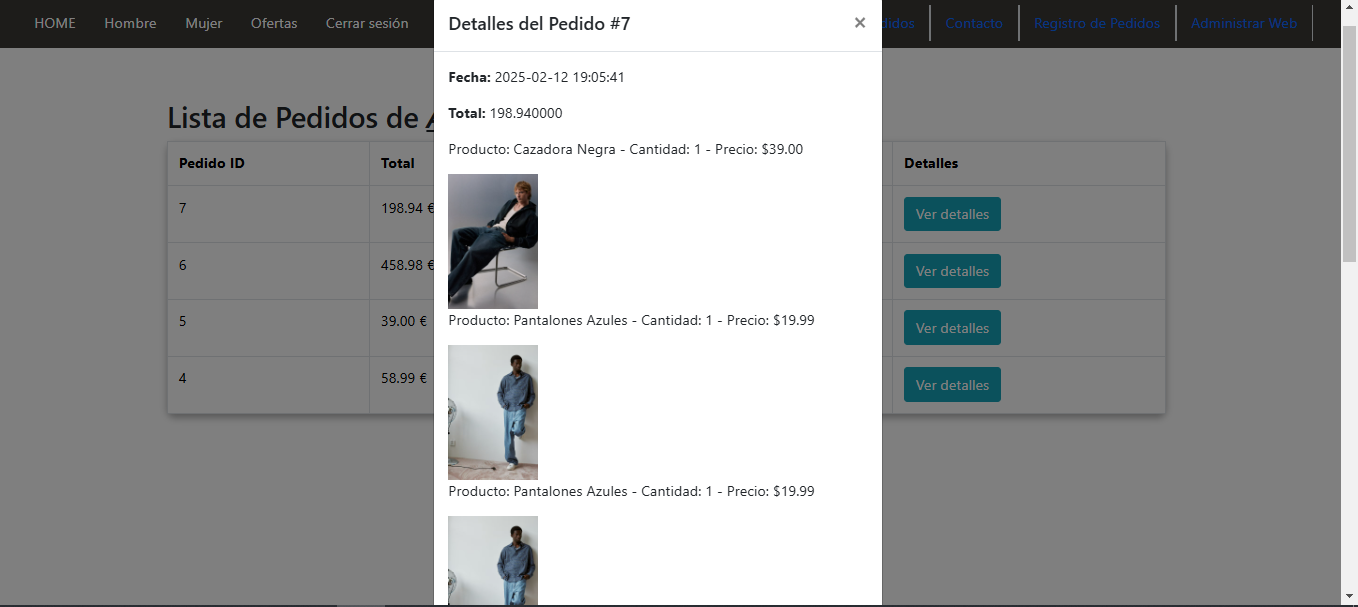 HOME Hombre Mujer Ofertas Cerrar sesión Contacto Registro de Pedidos Administrar Web
Detalles del Pedido #7 ×
Fecha: 2025-02-12 19:05:41
Total: 198.940000
Producto: Cazadora Negra - Cantidad: 1 - Precio: $39.00
Producto: Pantalones Azules - Cantidad: 1 - Precio: $19.99
Producto: Pantalones Azules - Cantidad: 1 - Precio: $19.99
Lista de Pedidos de
Pedido ID Total Detalles
7 198.94 € Ver detalles
6 458.98 € Ver detalles
5 39.00 € Ver detalles
4 58.99 € Ver detalles